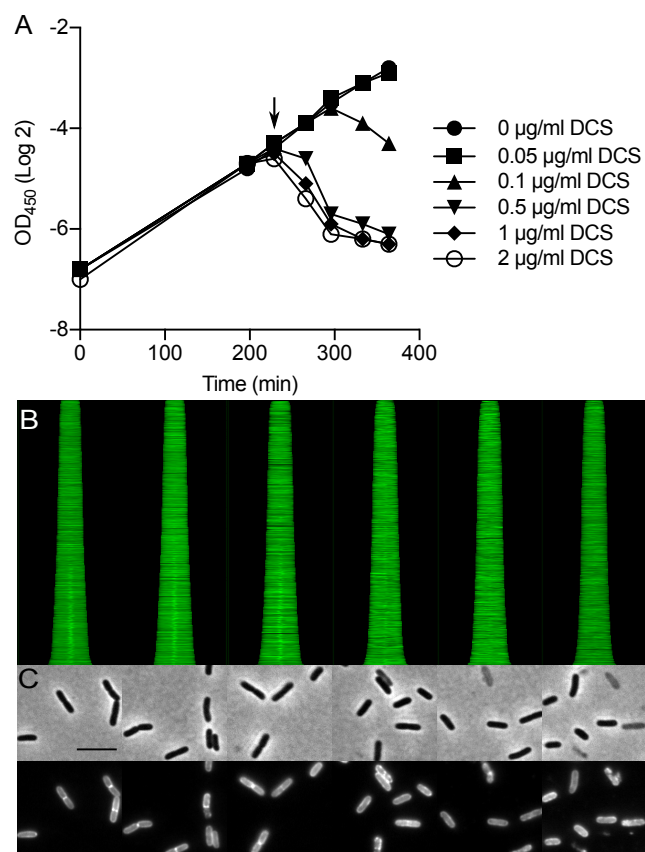 A
-2
-4
-6
-8
OD450 (Log 2)
0
100
200
300
400
Time (min)
0 µg/ml DCS
0.05 µg/ml DCS
0.1 µg/ml DCS
0.5 µg/ml DCS
1 µg/ml DCS
2 µg/ml DCS
B
C